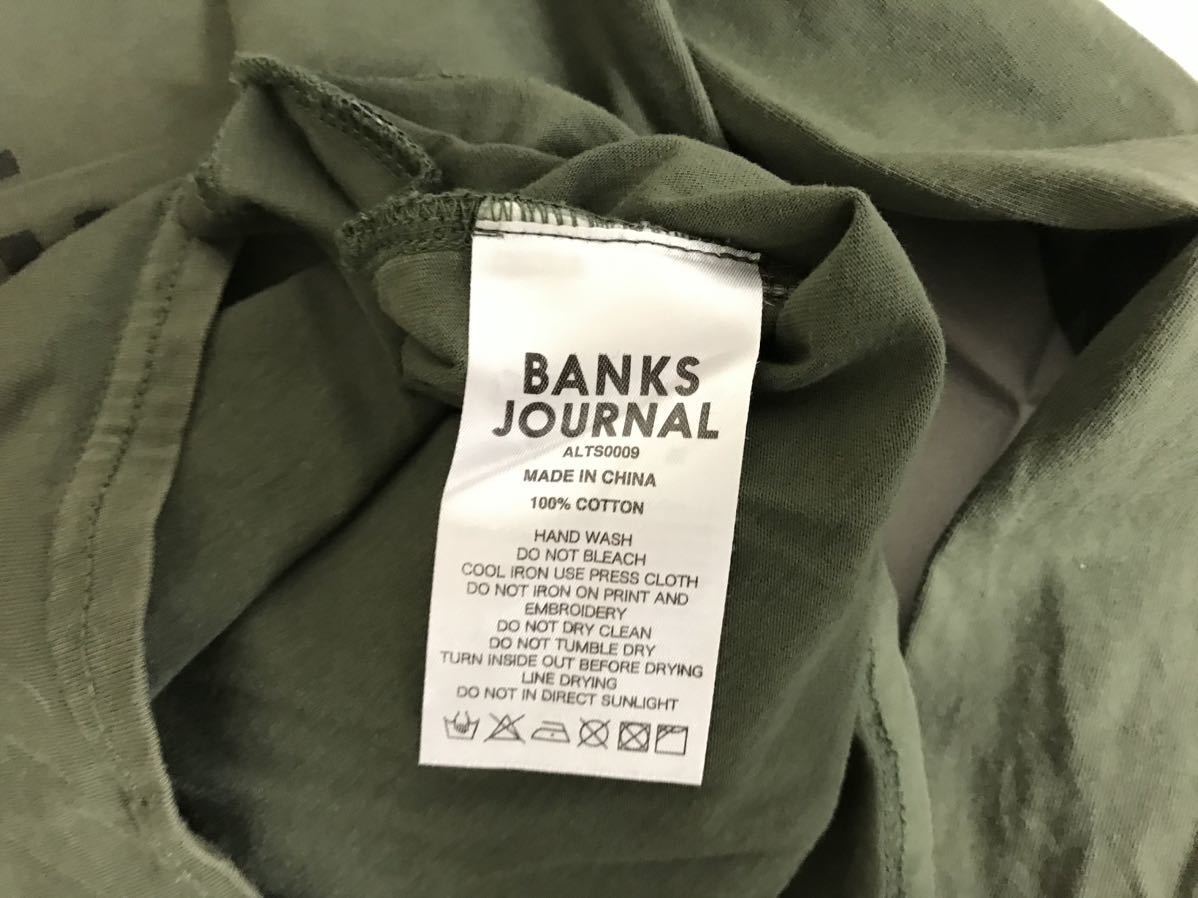 BANKS
JOURNAL
ALTS0009
MADE IN CHINA
100% COTTON
HAND WASH
DO NOT BLEACH
COOL IRON USE PRESS CLOTH
DO NOT IRON ON PRINT AND
EMBROIDERY
DO NOT DRY CLEAN
DO NOT TUMBLE DRY
TURN INSIDE OUT BEFORE DRYING
LINE DRYING
DO NOT IN DIRECT SUNLIGHT